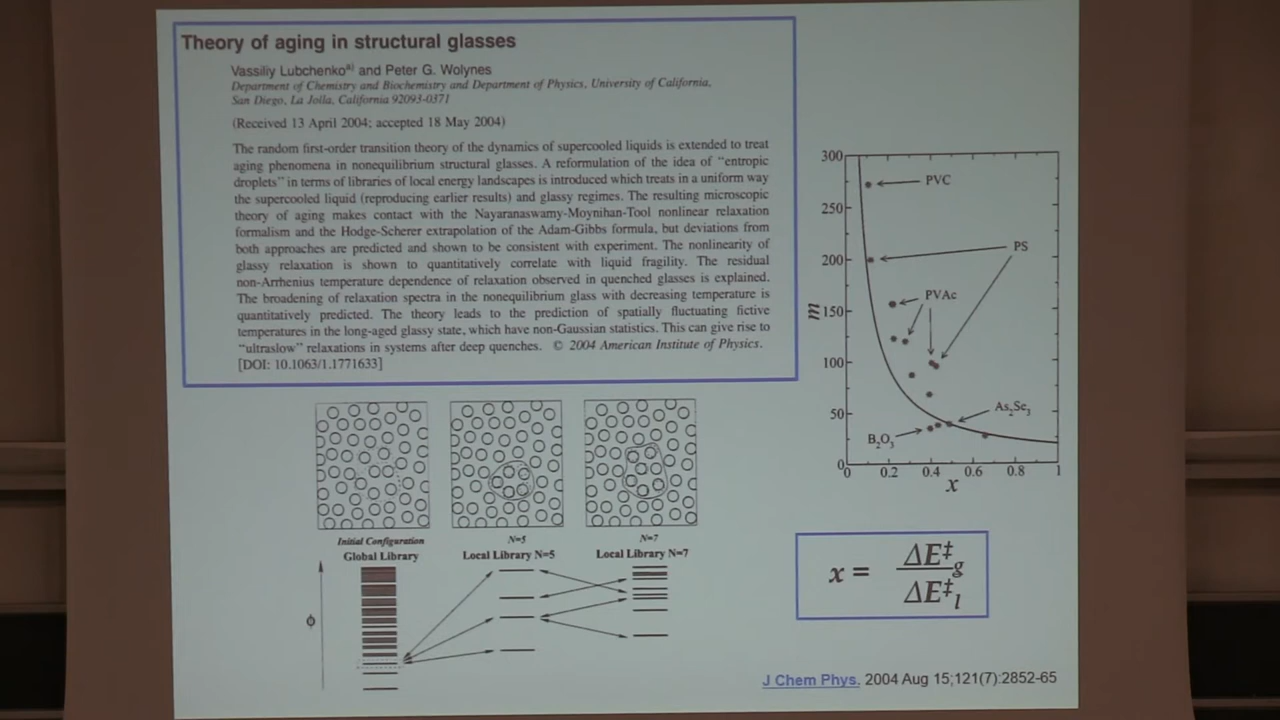 Theory of aging in structural glasses
Vassiliy Lubchenkoa) and Peter G. Wolynes
Department of Chemistry and Biochemistry and Department of Physics, University of California,
San Diego, La Jolla, California 92093-0371
(Received 13 April 2004; accepted 18 May 2004)
The random first-order transition theory of the dynamics of supercooled liquids is extended to treat
aging phenomena in nonequilibrium structural glasses. A reformulation of the idea of "entropic
droplets" in terms of libraries of local energy landscapes is introduced which treats in a uniform way
the supercooled liquid (reproducing earlier results) and glassy regimes. The resulting microscopic
theory of aging makes contact with the Nayaranaswamy-Moynihan-Tool nonlinear relaxation
formalism and the Hodge-Scherer extrapolation of the Adam-Gibbs formula, but deviations from
both approaches are predicted and shown to be consistent with experiment. The nonlinearity of
glassy relaxation is shown to quantitatively correlate with liquid fragility. The residual
non-Arrhenius temperature dependence of relaxation observed in quenched glasses is explained.
The broadening of relaxation spectra in the nonequilibrium glass with decreasing temperature is
quantitatively predicted. The theory leads to the prediction of spatially fluctuating fictive
temperatures in the long-aged glassy state, which have non-Gaussian statistics. This can give rise to
"ultraslow" relaxations in systems after deep quenches. © 2004 American Institute of Physics.
[DOI: 10.1063/1.1771633]
300
250
200
150
100
50
0
m
PVC
PS
PVAc
As2Se3
B2O3
0 0.2 0.4 0.6 0.8 1
x
Initial Configuration
Global Library
N=5
Local Library N=5
N=7
Local Library N=7
ϕ
x = ΔE‡g
ΔE‡l
J Chem Phys. 2004 Aug 15;121(7):2852-65